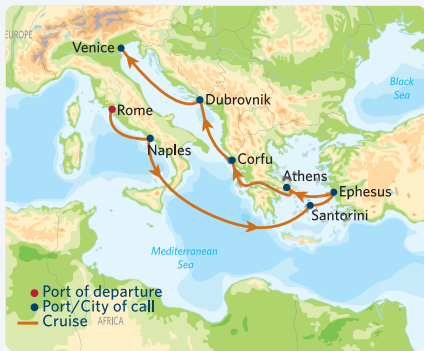 EUROPE
Venice
Black
Sea
Dubrovnik
Rome
Naples
Corfu
Athens
Ephesus
Santorini
Mediterranean
Sea
Port of departure
Port/City of call
Cruise
AFRICA